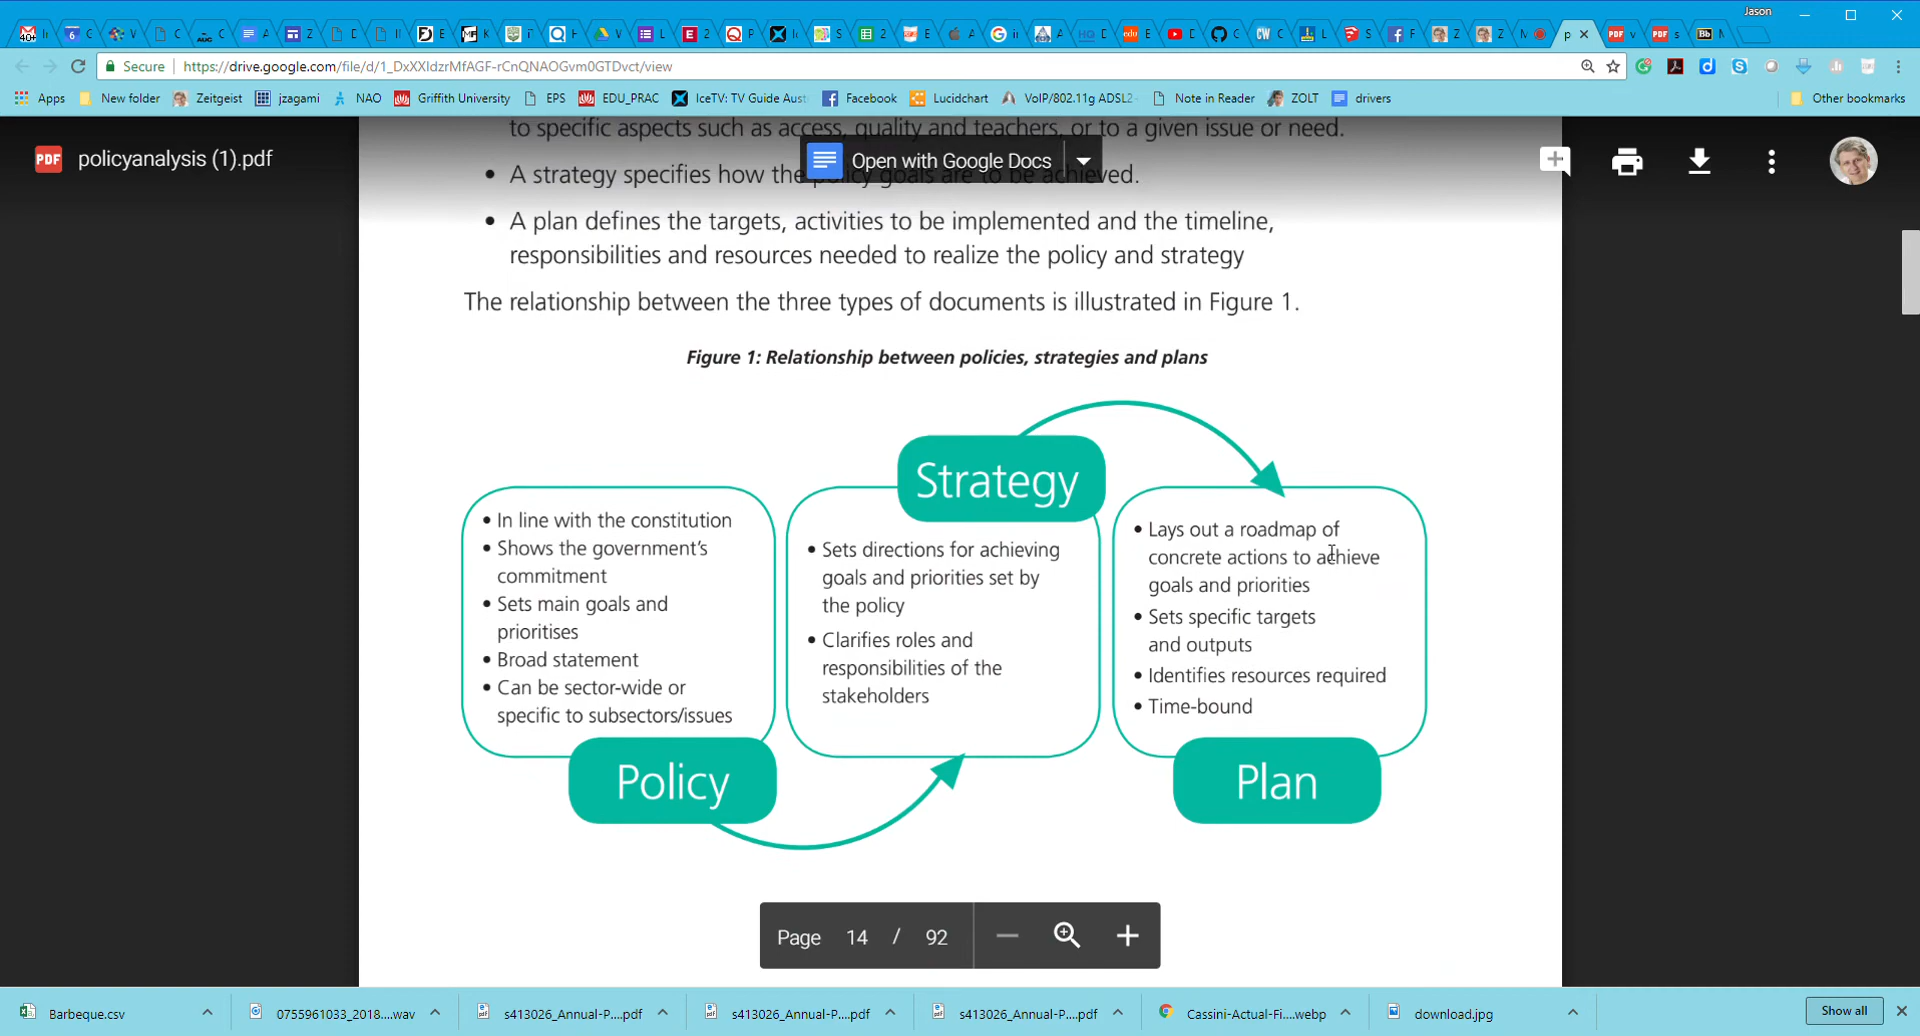 Jason
Secure https://drive.google.com/file/d/1_DxXXIdzrMfAGF-rCnQNAOGvm0GTDvct/view
Apps New folder Zeitgeist jzagami NAO Griffith University EPS EDU_PRAC IceTV: TV Guide Aust Facebook Lucidchart VoIP/802.11g ADSL2- Note in Reader ZOLT drivers Other bookmarks
to specific aspects such as access, quality and teachers, or to a given issue or need.
PDF policyanalysis (1).pdf
Open with Google Docs
• A strategy specifies how the policy goals are to be achieved.
• A plan defines the targets, activities to be implemented and the timeline,
responsibilities and resources needed to realize the policy and strategy
The relationship between the three types of documents is illustrated in Figure 1.
Figure 1: Relationship between policies, strategies and plans
• In line with the constitution
• Shows the government's
commitment
• Sets main goals and
prioritises
• Broad statement
• Can be sector-wide or
specific to subsectors/issues
Policy
Strategy
• Sets directions for achieving
goals and priorities set by
the policy
• Clarifies roles and
responsibilities of the
stakeholders
• Lays out a roadmap of
concrete actions to achieve
goals and priorities
• Sets specific targets
and outputs
• Identifies resources required
• Time-bound
Plan
Page 14 / 92
Barbeque.csv 0755961033_2018....wav s413026_Annual-P....pdf s413026_Annual-P....pdf s413026_Annual-P....pdf Cassini-Actual-Fi....webp download.jpg Show all